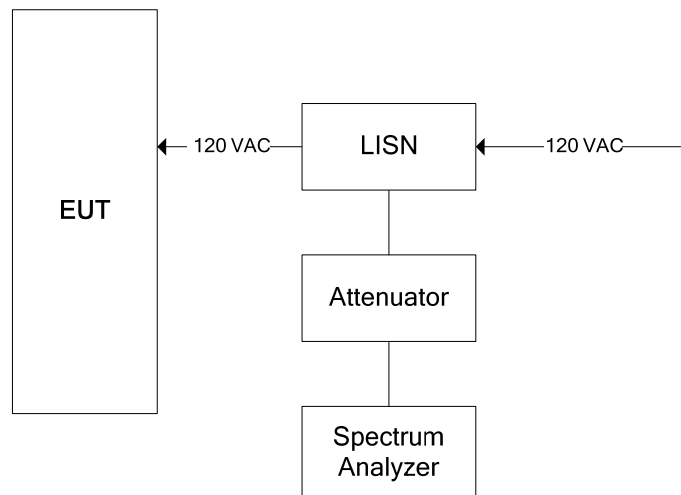 120 VAC
LISN
120 VAC
EUT
Attenuator
Spectrum
Analyzer